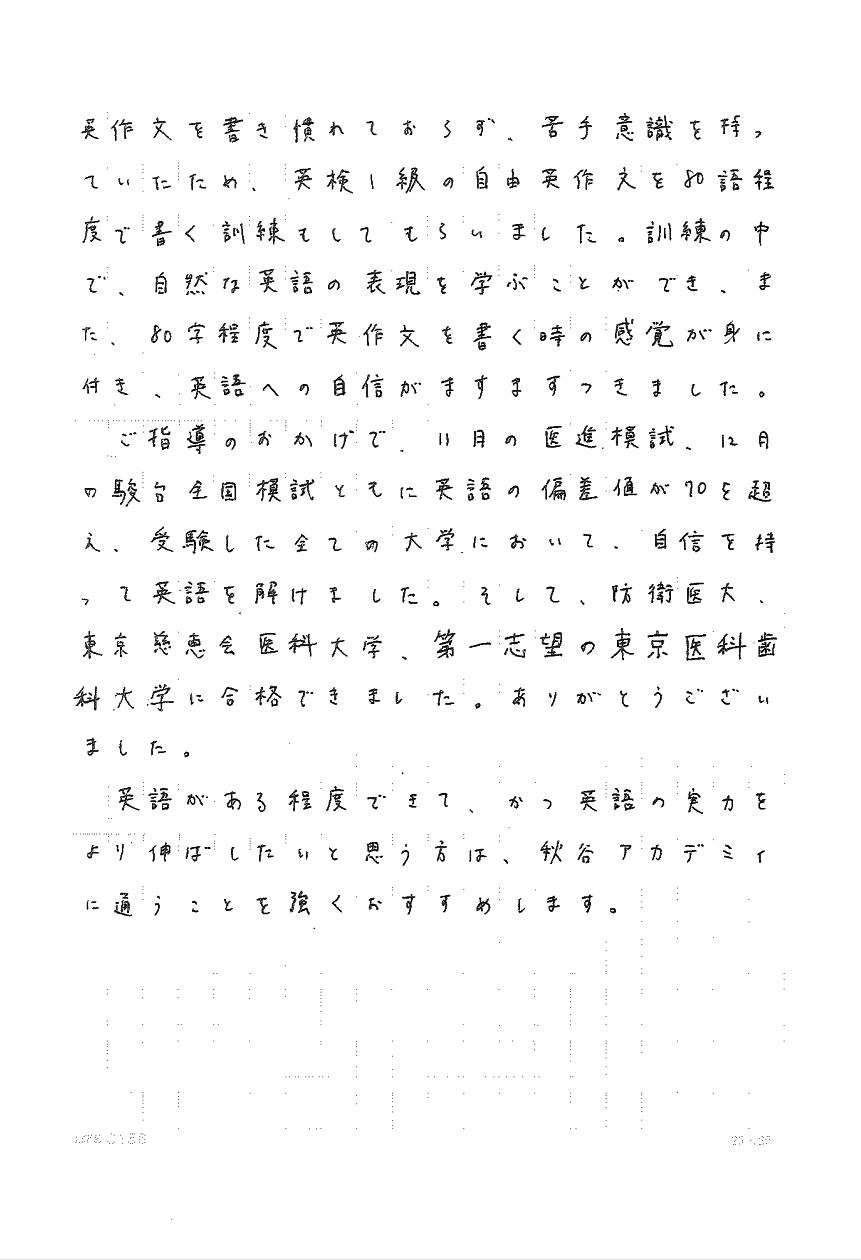 英作文を書き慣れておらず、苦手意識を持っ
ていたため、英検1級の自由英作文を80語程
度で書く訓練もしてもらいました。訓練の中
で、自然な英語の表現を学ぶことができ、ま
た、80字程度で英作文を書く時の感覚が身に
付き、英語への自信がますますつきました。
ご指導のおかげで、11月の医進模試、12月
の駿台全国模試ともに英語の偏差値が70を超
え、受験した全ての大学において、自信を持
って英語を解けました。そして、防衛医大、
東京慈恵会医科大学、第一志望の東京医科歯
科大学に合格できました。ありがとうござい
ました。
英語がある程度できて、かつ英語の実力を
より伸ばしたいと思う方は、秋谷アカデミィ
に通うことを強くおすすめします。